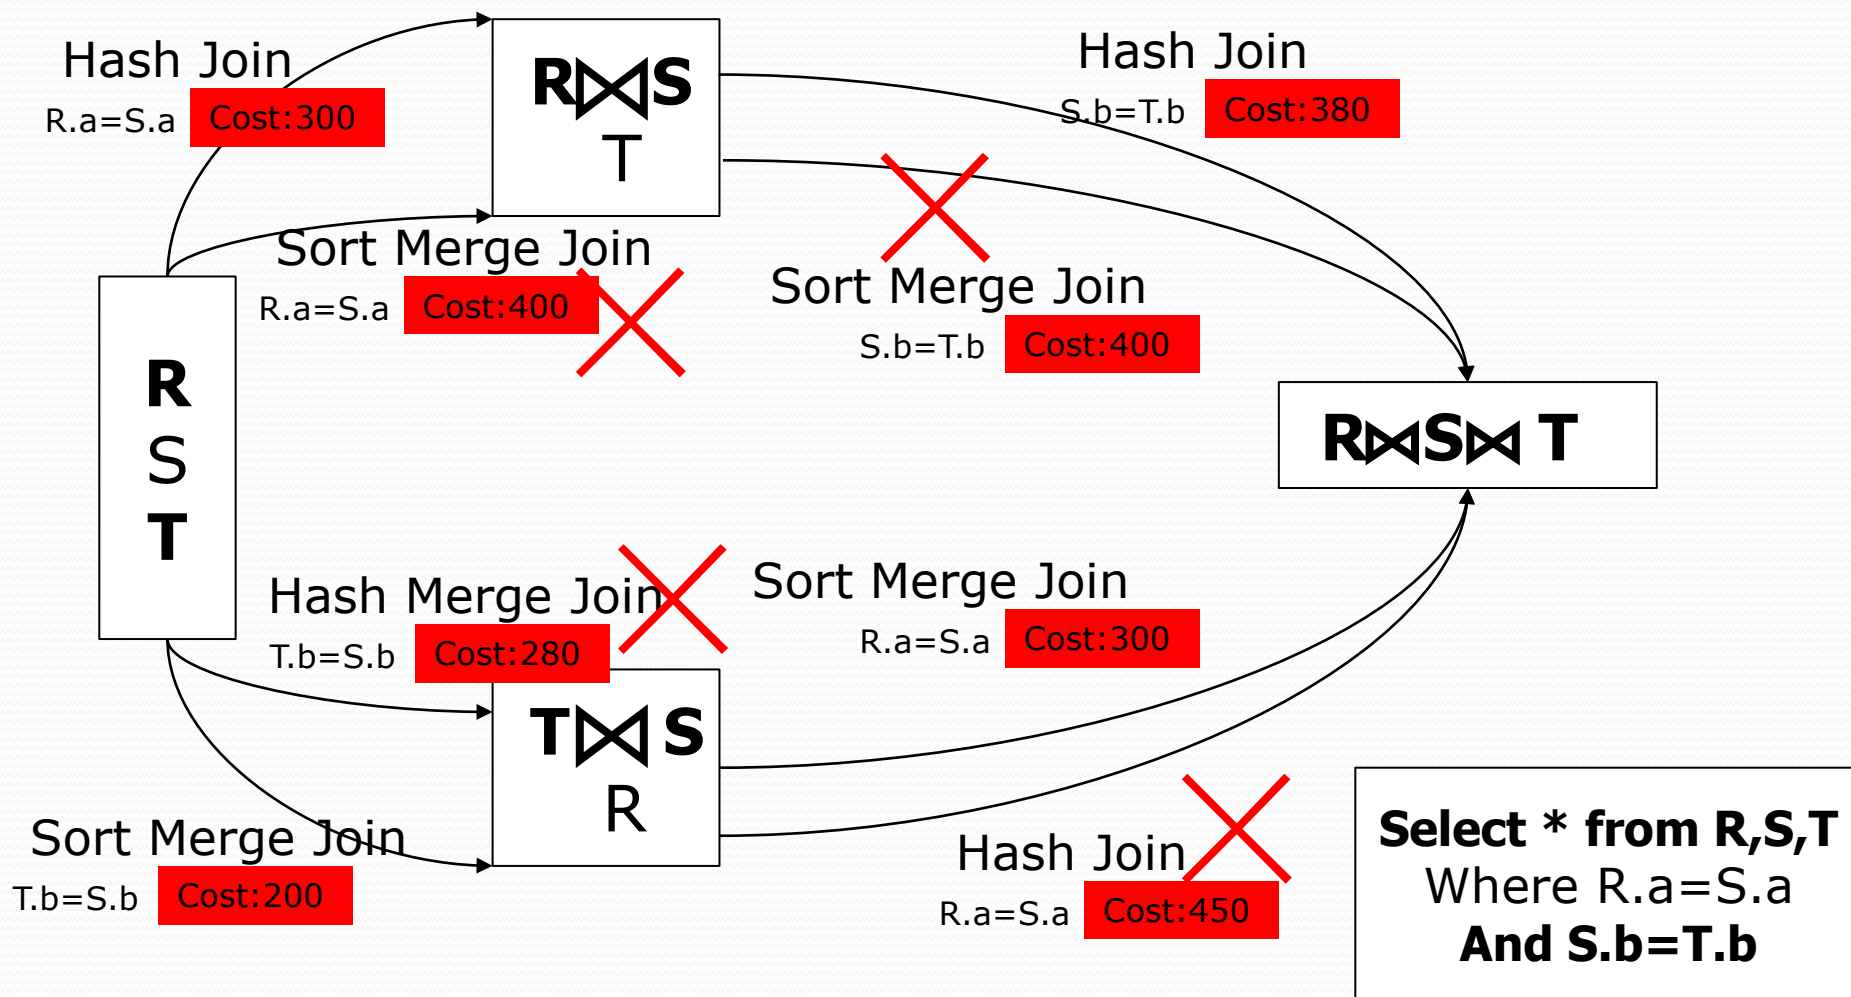 Hash Join
R.a=S.a Cost:300
R⋈S
T
Hash Join
S.b=T.b Cost:380
Sort Merge Join
R.a=S.a Cost:400
Sort Merge Join
S.b=T.b Cost:400
R
S
T
R⋈S⋈ T
Hash Merge Join
T.b=S.b Cost:280
Sort Merge Join
R.a=S.a Cost:300
T⋈ S
R
Sort Merge Join
T.b=S.b Cost:200
Hash Join
R.a=S.a Cost:450
Select * from R,S,T
Where R.a=S.a
And S.b=T.b